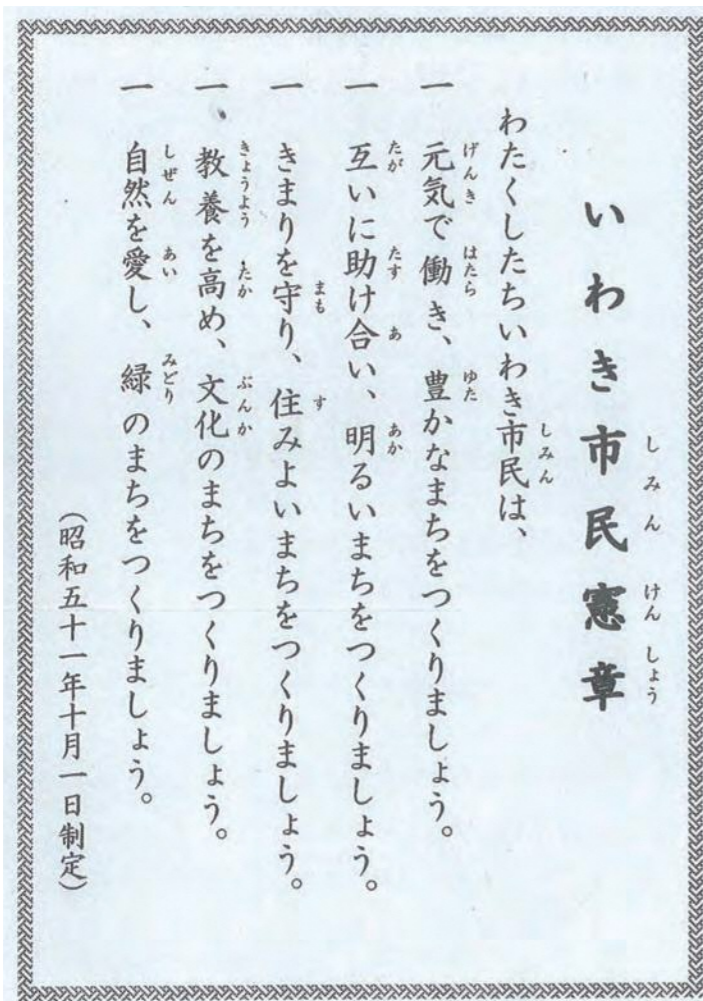 いわき市民憲章
わたくしたちいわき市民は、
一 元気で働き、豊かなまちをつくりましょう。
一 互いに助け合い、明るいまちをつくりましょう。
一 きまりを守り、住みよいまちをつくりましょう。
一 教養を高め、文化のまちをつくりましょう。
一 自然を愛し、緑のまちをつくりましょう。
(昭和五十一年十月一日制定)